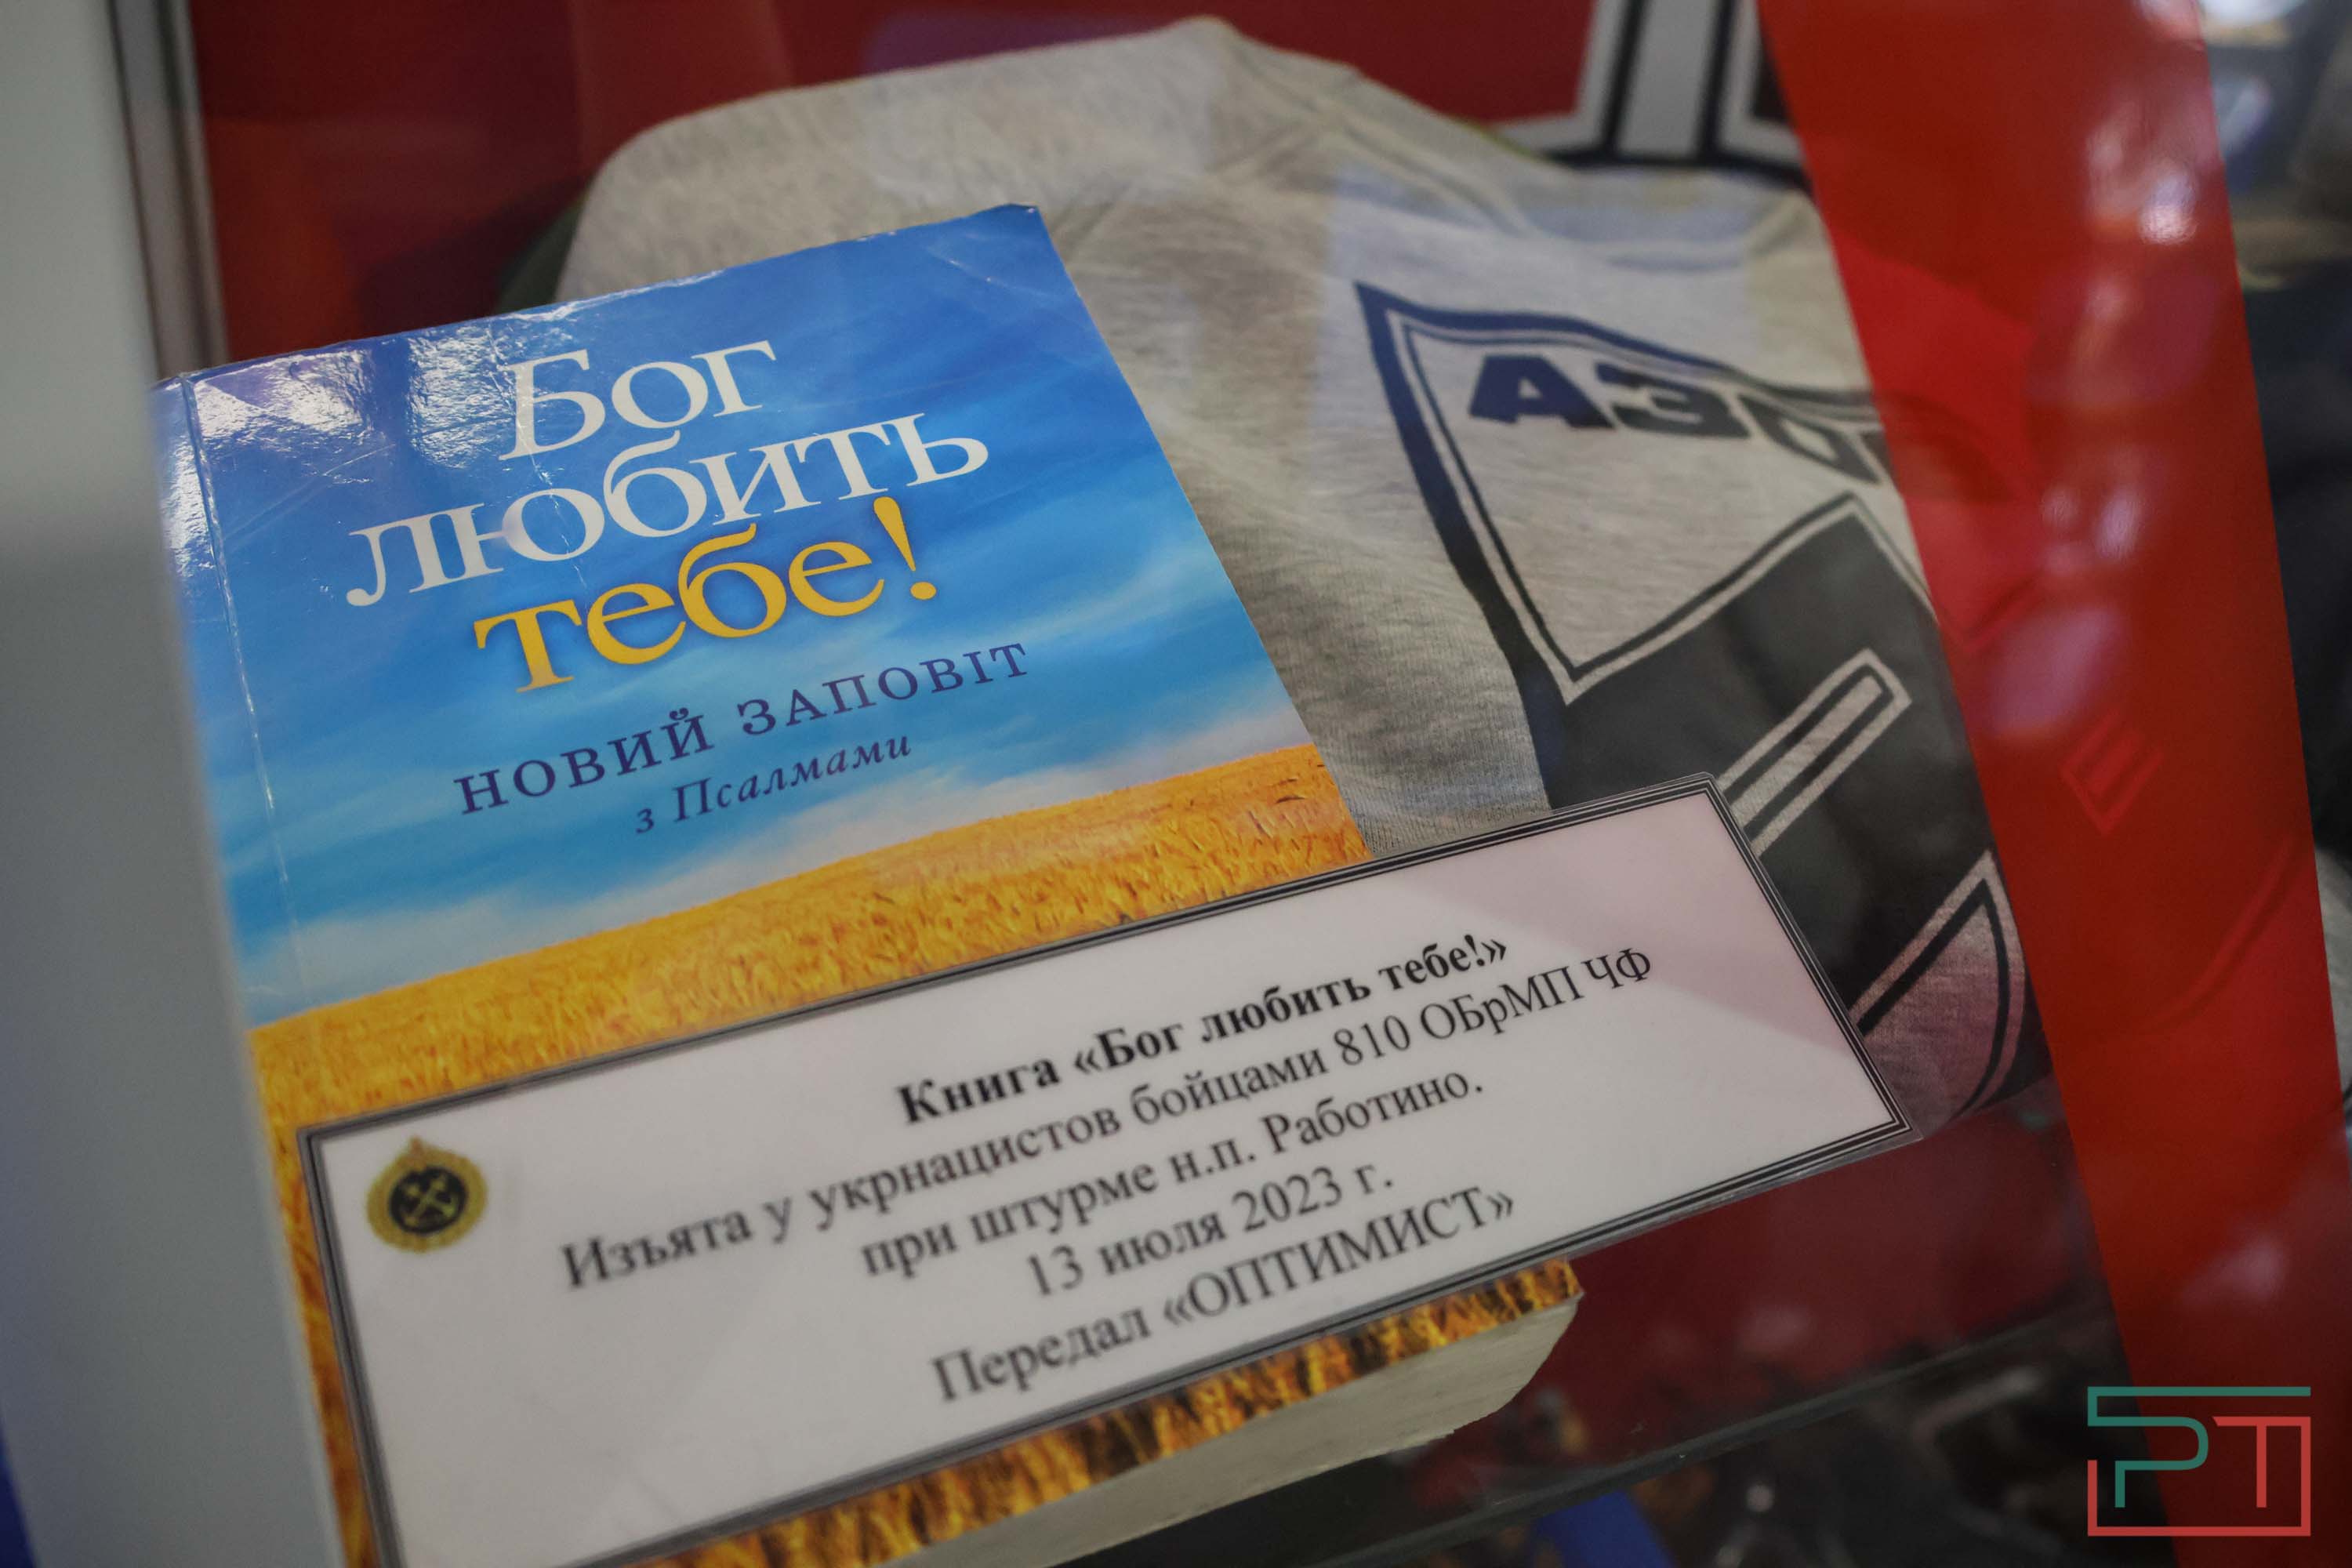 Бог
любить
тебе!
НОВИЙ ЗАПОВІТ
з Псалмами
АЗО
Книга «Бог любить тебе!»
Изъята у укрнацистов бойцами 810 ОБрМП ЧФ
при штурме н.п. Работино.
13 июля 2023 г.
Передал «ОПТИМИСТ»
РТ